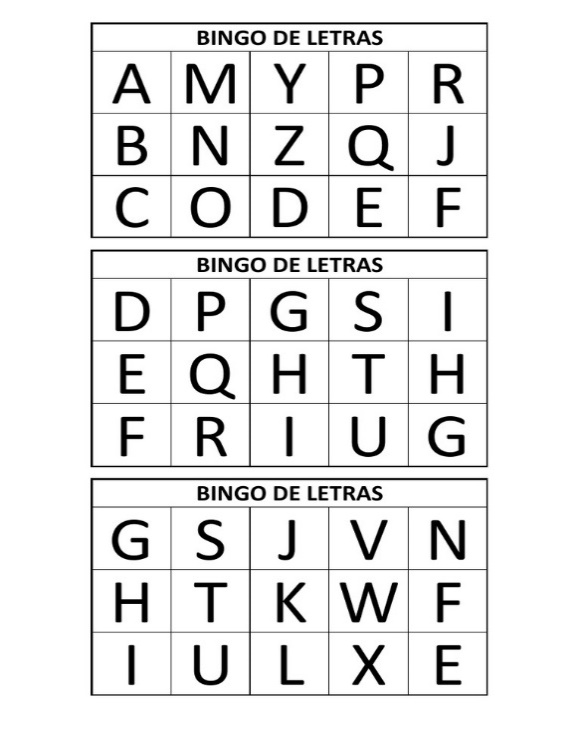 BINGO DE LETRAS
A M Y P R
B N Z Q J
C O D E F
BINGO DE LETRAS
D P G S I
E Q H T H
F R I U G
BINGO DE LETRAS
G S J V N
H T K W F
I U L X E